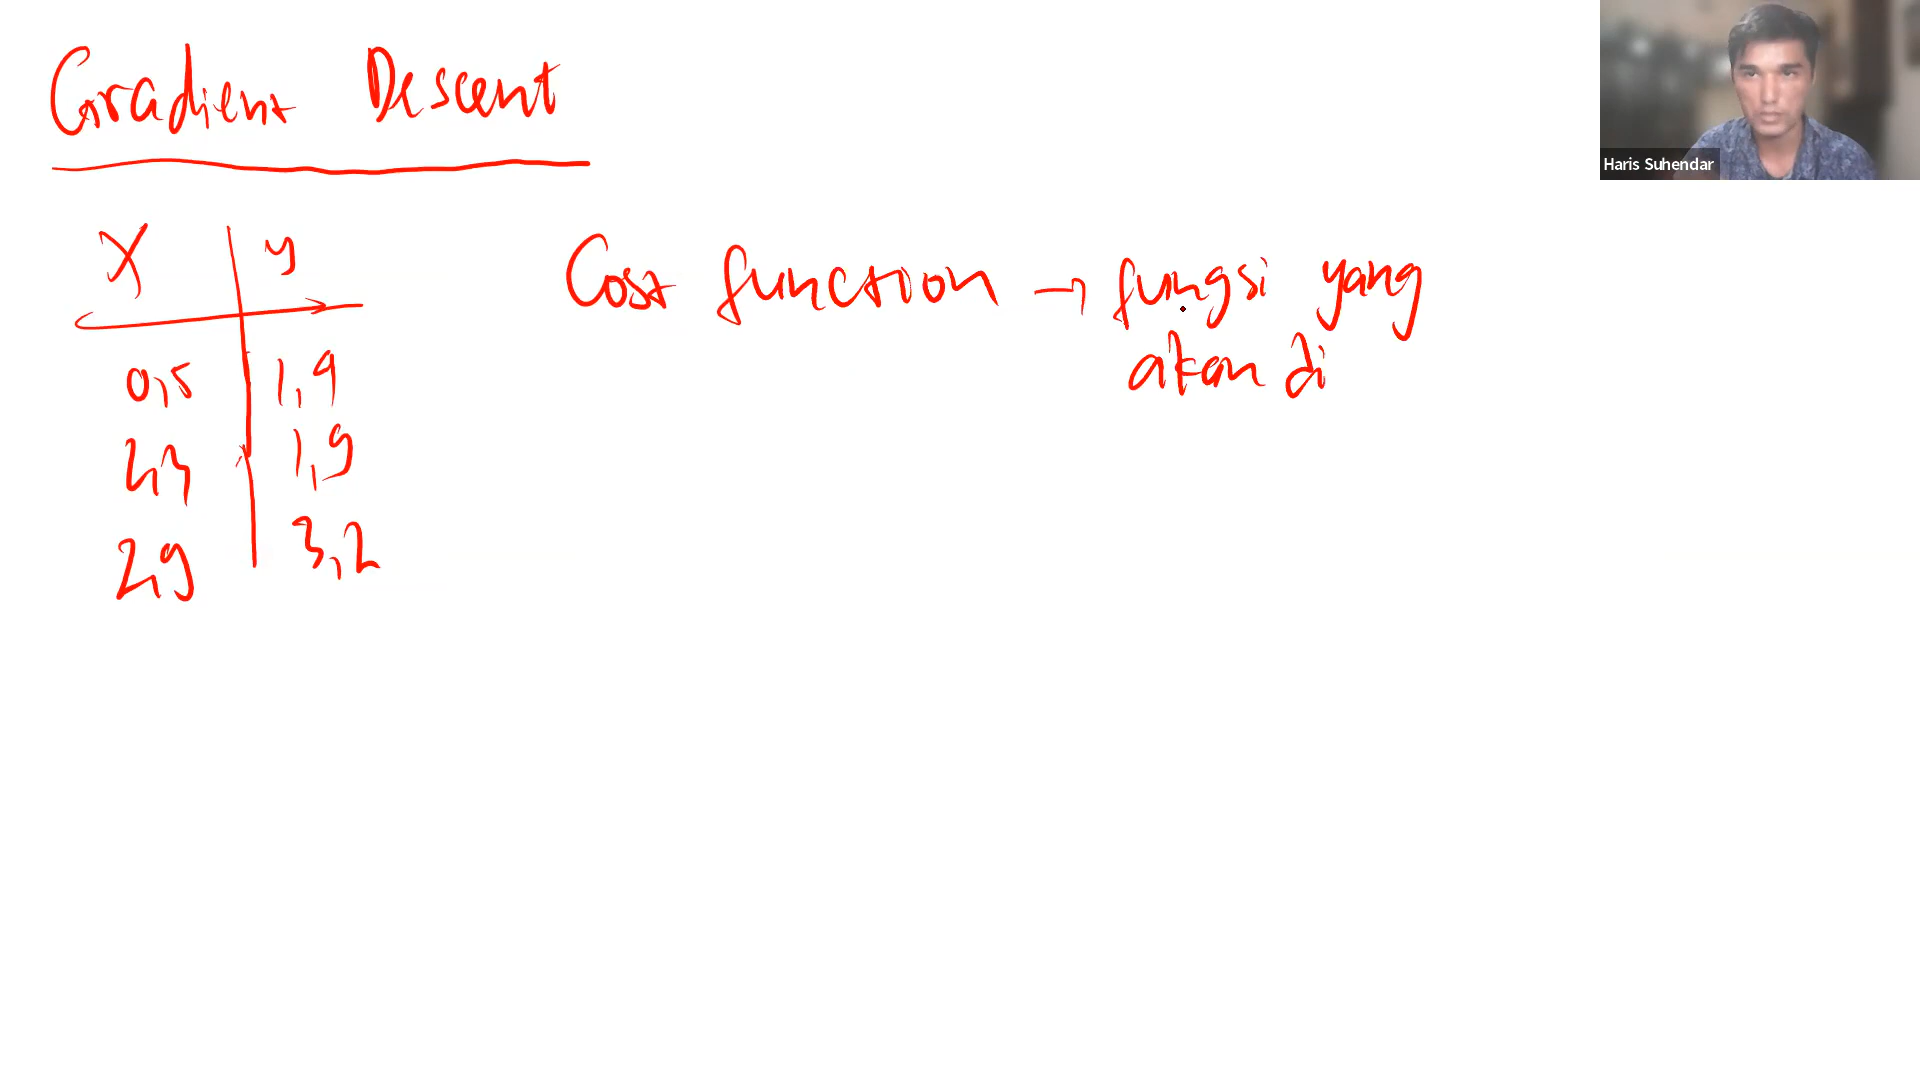 Gradient Descent
Haris Suhendar
X y
Cost function → fungsi yang
akan di
0,5 1,4
2,3 1,9
2,9 3,2